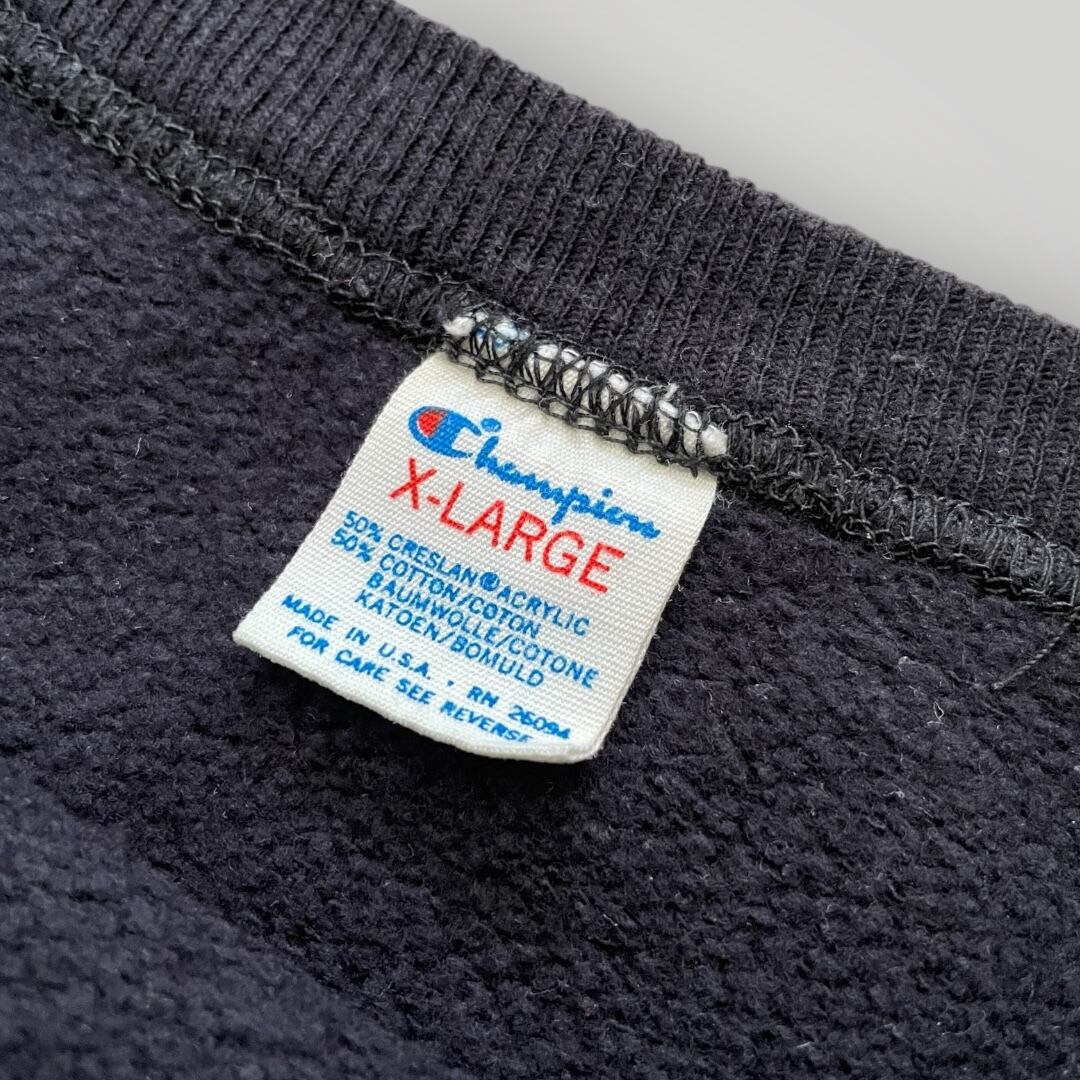 Champion
X-LARGE
50% CRESLAN® ACRYLIC
50% COTTON/COTON
BAUMWOLLE/COTONE
KATOEN/BOMULD
MADE IN U.S.A. • RN 26094
FOR CARE SEE REVERSE